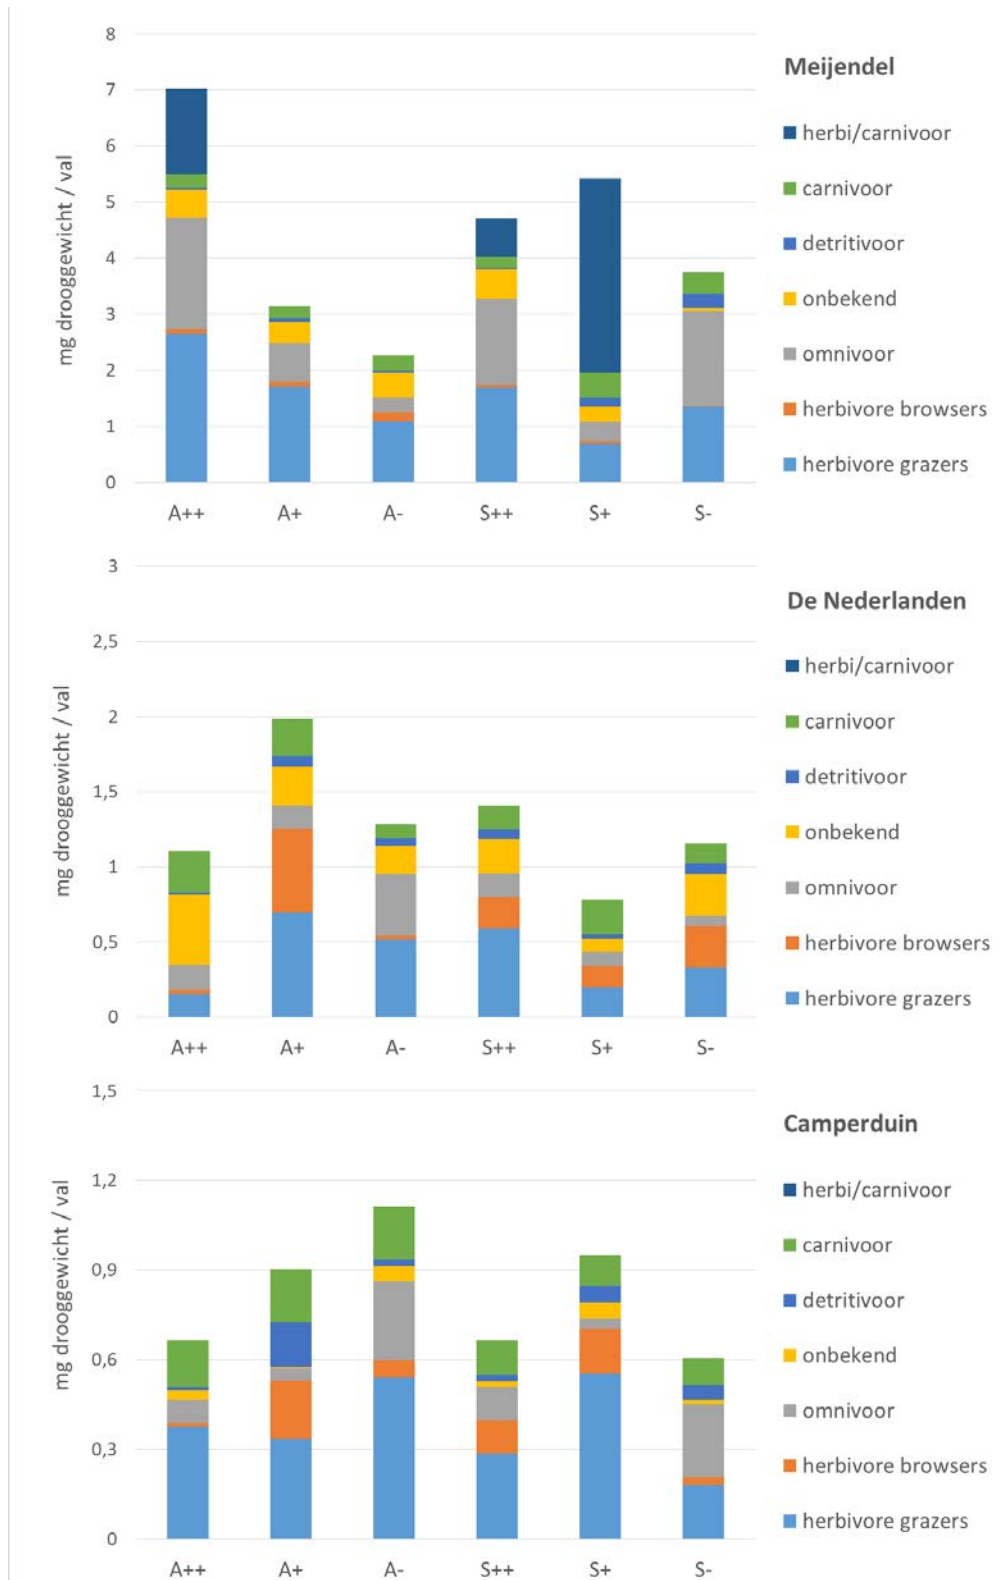 8
7
6
5
4
3
2
1
0
mg drooggewicht / val
A++ A+ A- S++ S+ S-
Meijendel
herbi/carnivoor
carnivoor
detritivoor
onbekend
omnivoor
herbivore browsers
herbivore grazers
3
2,5
2
1,5
1
0,5
0
mg drooggewicht / val
A++ A+ A- S++ S+ S-
De Nederlanden
herbi/carnivoor
carnivoor
detritivoor
onbekend
omnivoor
herbivore browsers
herbivore grazers
1,5
1,2
0,9
0,6
0,3
0
mg drooggewicht / val
A++ A+ A- S++ S+ S-
Camperduin
herbi/carnivoor
carnivoor
detritivoor
onbekend
omnivoor
herbivore browsers
herbivore grazers